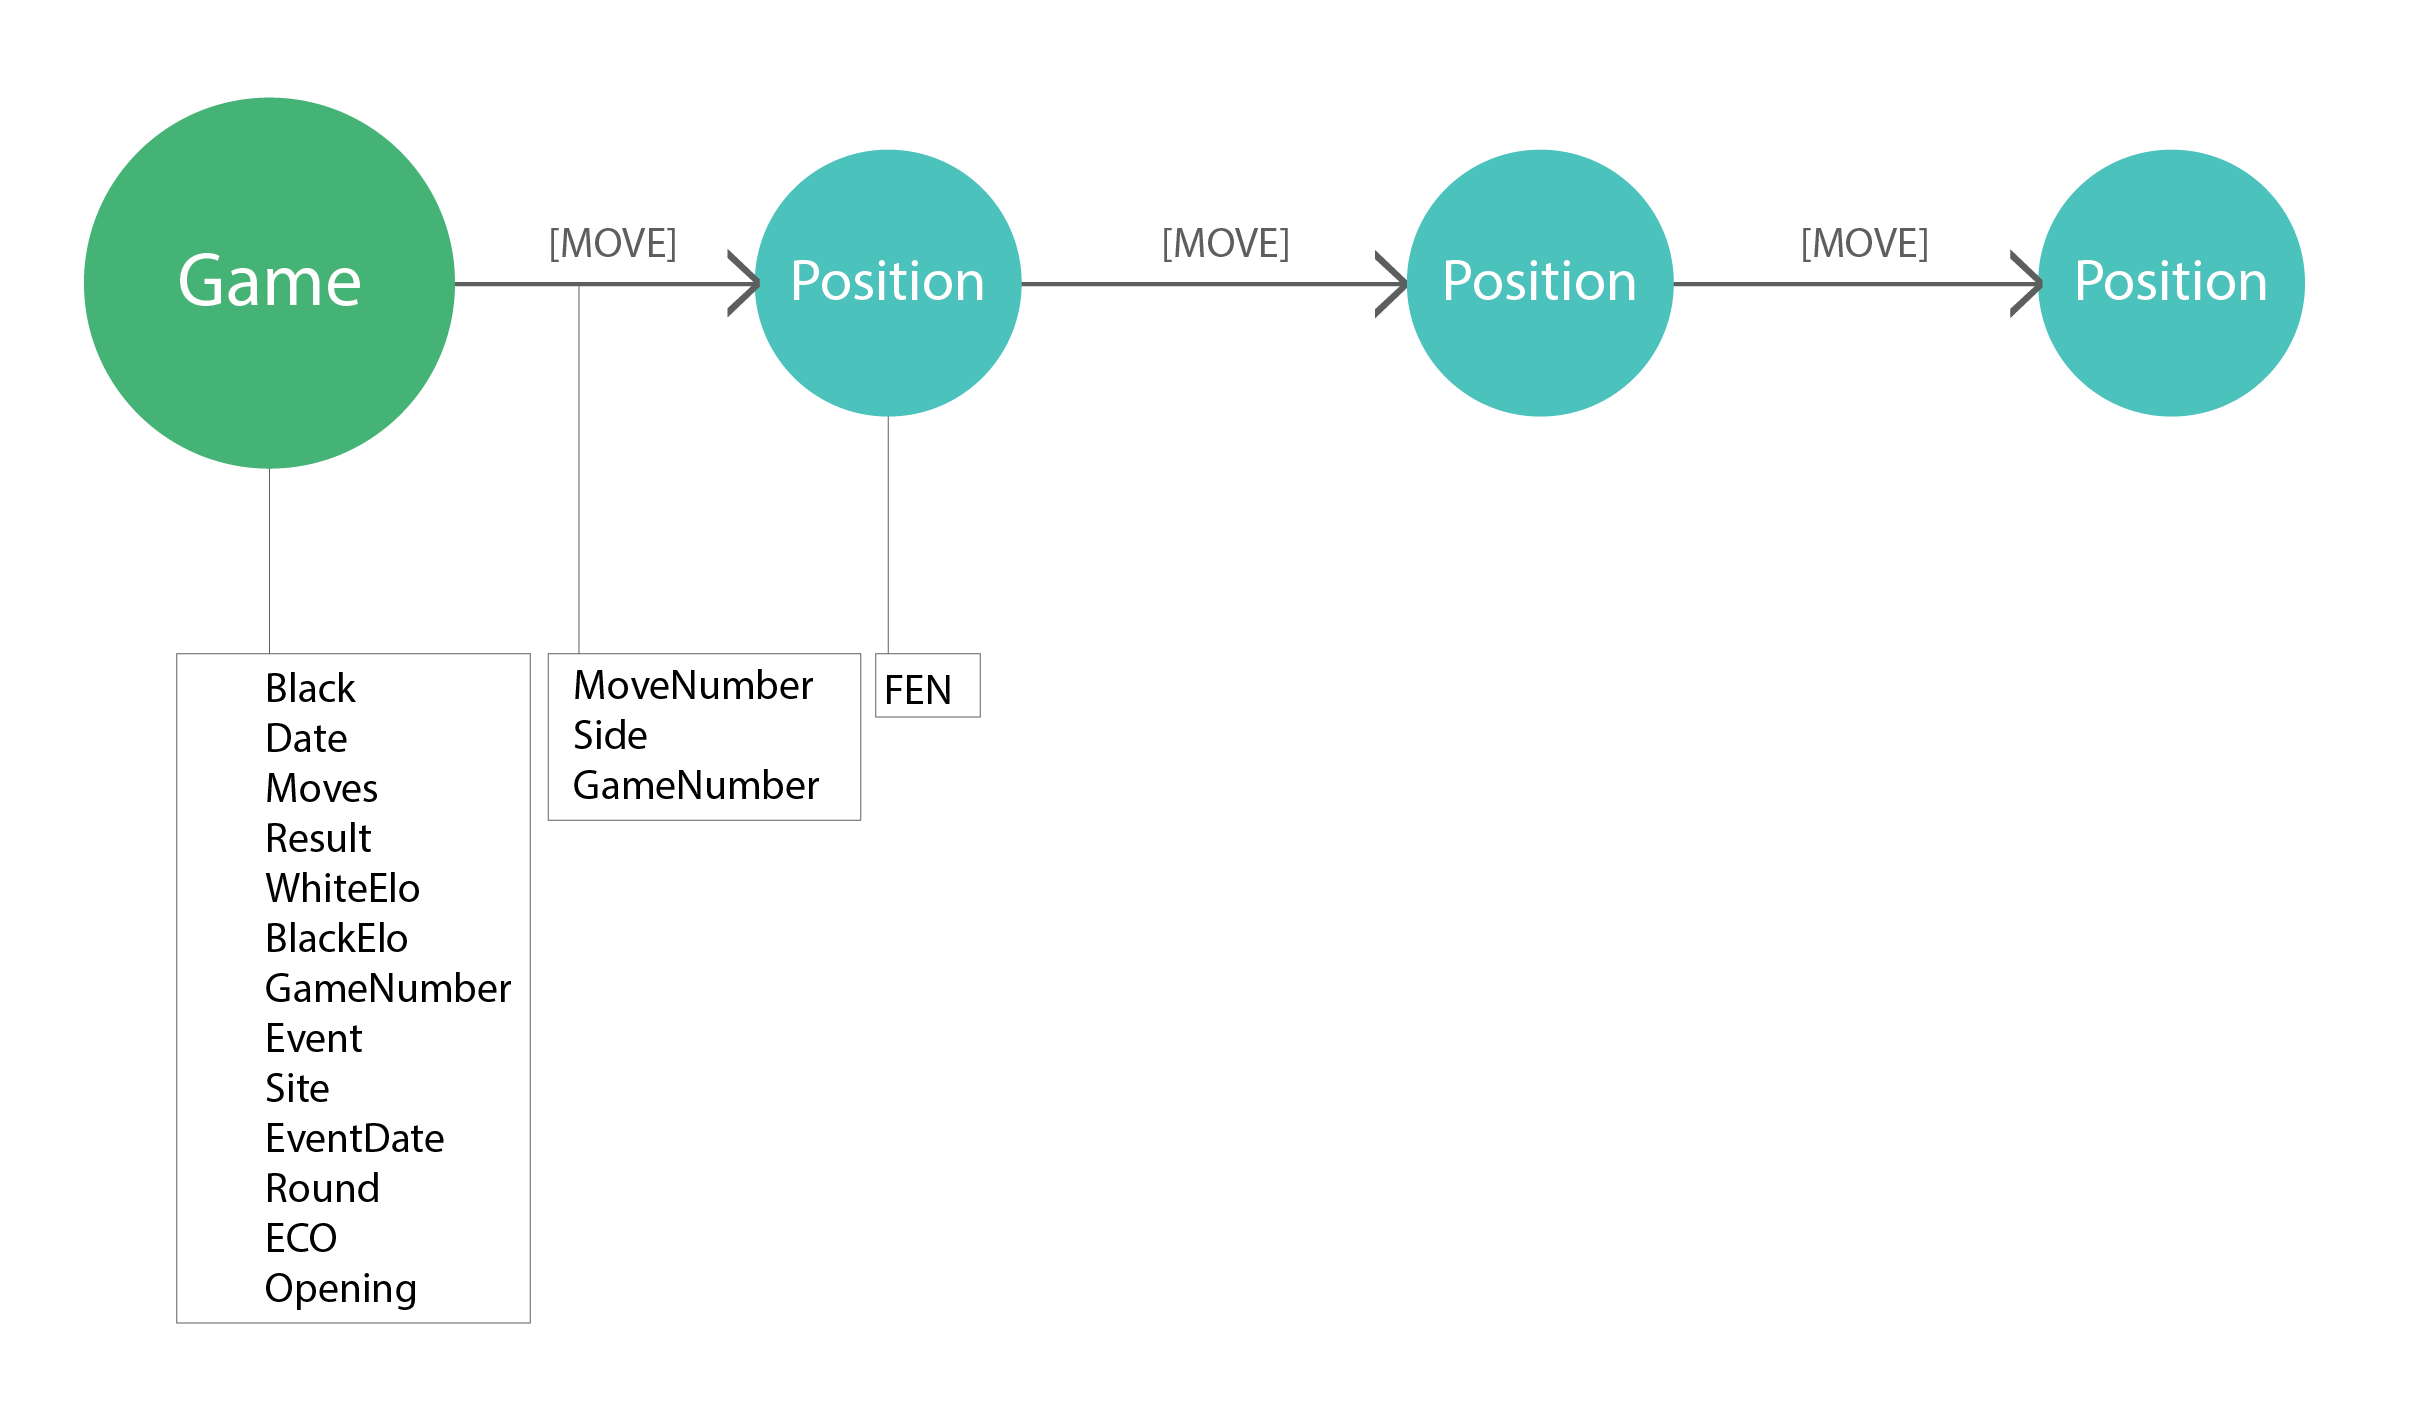 Game
[MOVE]
Position
[MOVE]
Position
[MOVE]
Position
Black
Date
Moves
Result
WhiteElo
BlackElo
GameNumber
Event
Site
EventDate
Round
ECO
Opening
MoveNumber
Side
GameNumber
FEN